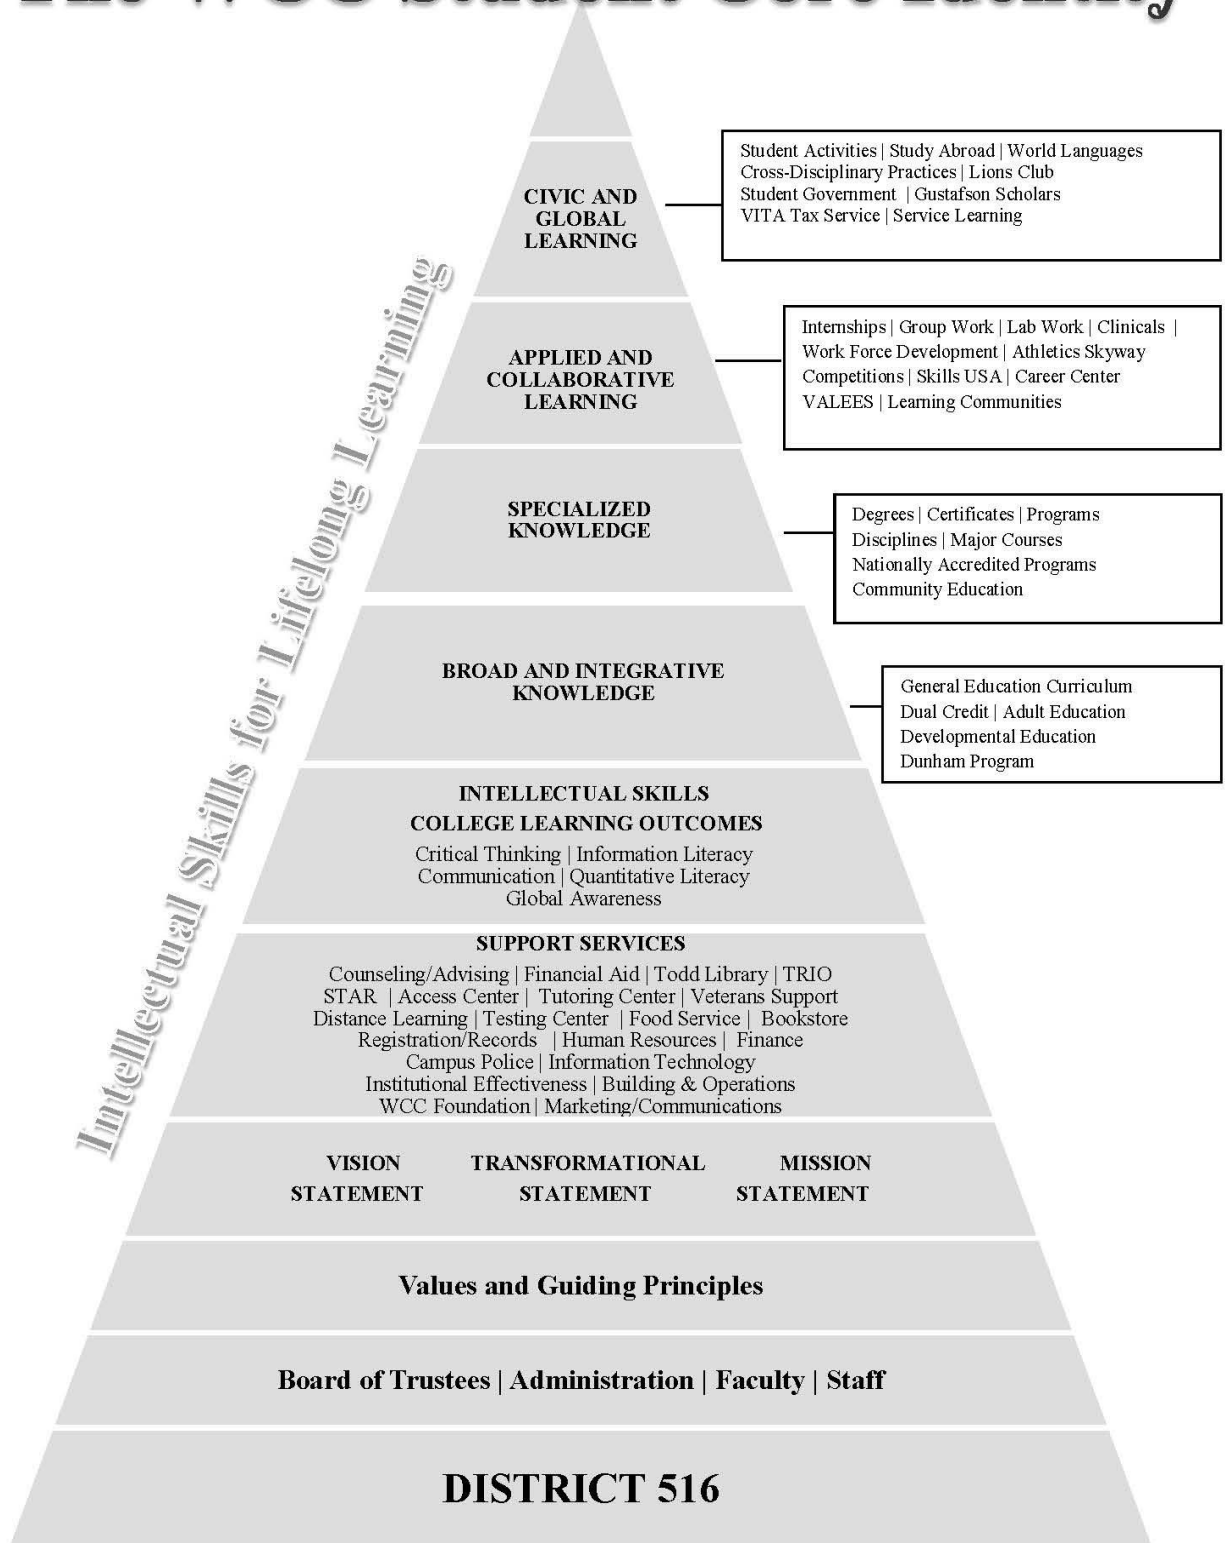 The WCC Student Core Identity
CIVIC AND
GLOBAL
LEARNING
Student Activities | Study Abroad | World Languages
Cross-Disciplinary Practices | Lions Club
Student Government | Gustafson Scholars
VITA Tax Service | Service Learning
APPLIED AND
COLLABORATIVE
LEARNING
Internships | Group Work | Lab Work | Clinicals |
Work Force Development | Athletics Skyway
Competitions | Skills USA | Career Center
VALEES | Learning Communities
SPECIALIZED
KNOWLEDGE
Degrees | Certificates | Programs
Disciplines | Major Courses
Nationally Accredited Programs
Community Education
BROAD AND INTEGRATIVE
KNOWLEDGE
General Education Curriculum
Dual Credit | Adult Education
Developmental Education
Dunham Program
Intellectual Skills for Lifelong Learning
INTELLECTUAL SKILLS
COLLEGE LEARNING OUTCOMES
Critical Thinking | Information Literacy
Communication | Quantitative Literacy
Global Awareness
SUPPORT SERVICES
Counseling/Advising | Financial Aid | Todd Library | TRIO
STAR | Access Center | Tutoring Center | Veterans Support
Distance Learning | Testing Center | Food Service | Bookstore
Registration/Records | Human Resources | Finance
Campus Police | Information Technology
Institutional Effectiveness | Building & Operations
WCC Foundation | Marketing/Communications
VISION TRANSFORMATIONAL MISSION
STATEMENT STATEMENT STATEMENT
Values and Guiding Principles
Board of Trustees | Administration | Faculty | Staff
DISTRICT 516